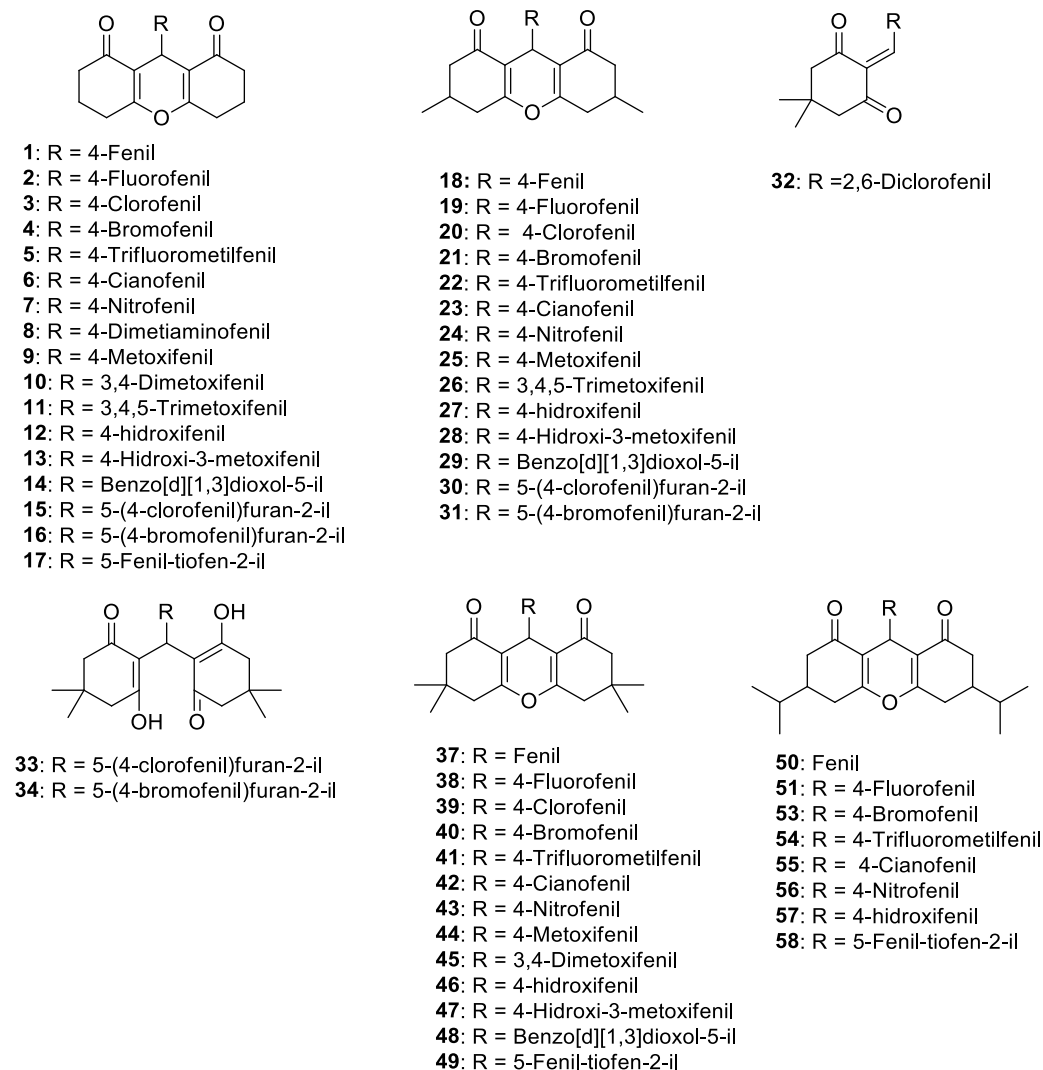 O R O
O
1: R = 4-Fenil
2: R = 4-Fluorofenil
3: R = 4-Clorofenil
4: R = 4-Bromofenil
5: R = 4-Trifluorometilfenil
6: R = 4-Cianofenil
7: R = 4-Nitrofenil
8: R = 4-Dimetiaminofenil
9: R = 4-Metoxifenil
10: R = 3,4-Dimetoxifenil
11: R = 3,4,5-Trimetoxifenil
12: R = 4-hidroxifenil
13: R = 4-Hidroxi-3-metoxifenil
14: R = Benzo[d][1,3]dioxol-5-il
15: R = 5-(4-clorofenil)furan-2-il
16: R = 5-(4-bromofenil)furan-2-il
17: R = 5-Fenil-tiofen-2-il
O R O
O
18: R = 4-Fenil
19: R = 4-Fluorofenil
20: R = 4-Clorofenil
21: R = 4-Bromofenil
22: R = 4-Trifluorometilfenil
23: R = 4-Cianofenil
24: R = 4-Nitrofenil
25: R = 4-Metoxifenil
26: R = 3,4,5-Trimetoxifenil
27: R = 4-hidroxifenil
28: R = 4-Hidroxi-3-metoxifenil
29: R = Benzo[d][1,3]dioxol-5-il
30: R = 5-(4-clorofenil)furan-2-il
31: R = 5-(4-bromofenil)furan-2-il
R
O
O
32: R =2,6-Diclorofenil
O R OH
OH O
33: R = 5-(4-clorofenil)furan-2-il
34: R = 5-(4-bromofenil)furan-2-il
O R O
O
37: R = Fenil
38: R = 4-Fluorofenil
39: R = 4-Clorofenil
40: R = 4-Bromofenil
41: R = 4-Trifluorometilfenil
42: R = 4-Cianofenil
43: R = 4-Nitrofenil
44: R = 4-Metoxifenil
45: R = 3,4-Dimetoxifenil
46: R = 4-hidroxifenil
47: R = 4-Hidroxi-3-metoxifenil
48: R = Benzo[d][1,3]dioxol-5-il
49: R = 5-Fenil-tiofen-2-il
O R O
O
50: Fenil
51: R = 4-Fluorofenil
53: R = 4-Bromofenil
54: R = 4-Trifluorometilfenil
55: R = 4-Cianofenil
56: R = 4-Nitrofenil
57: R = 4-hidroxifenil
58: R = 5-Fenil-tiofen-2-il